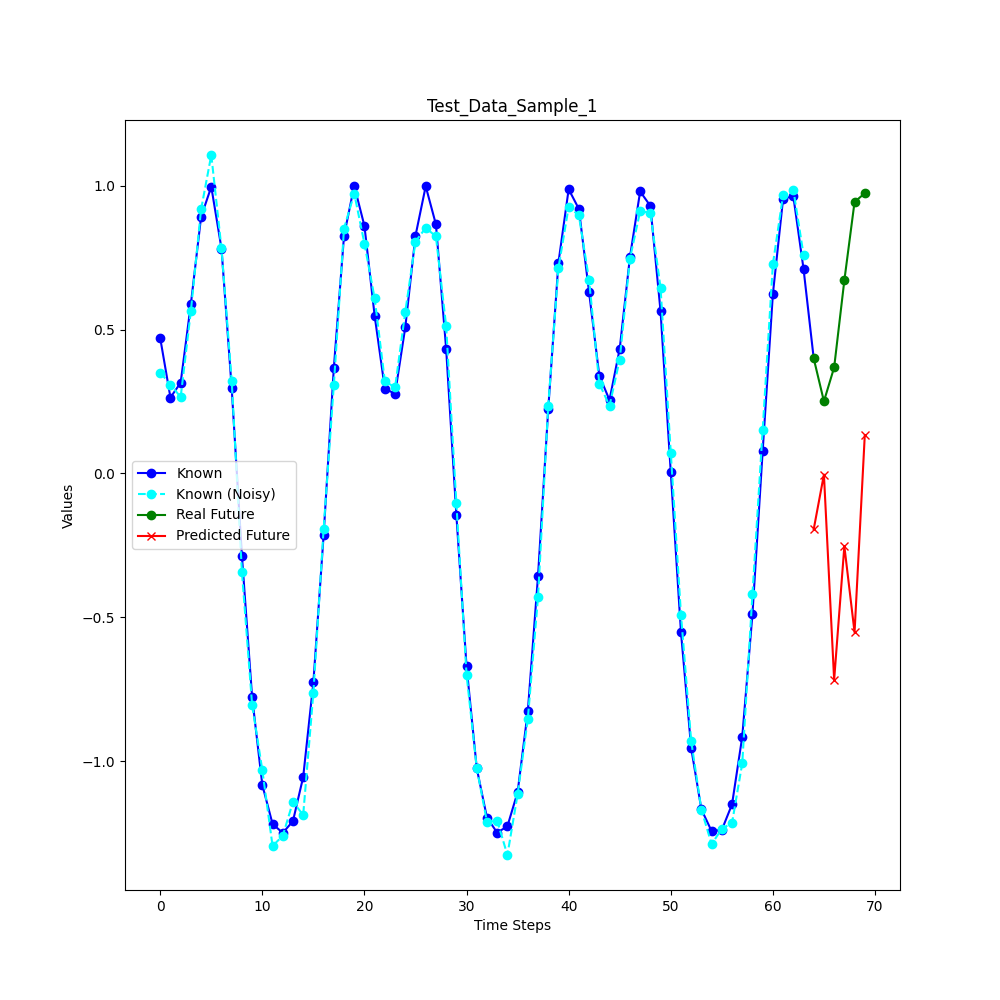 Test_Data_Sample_1
1.0
0.5
0.0
−0.5
−1.0
Values
Known
Known (Noisy)
Real Future
Predicted Future
0 10 20 30 40 50 60 70
Time Steps